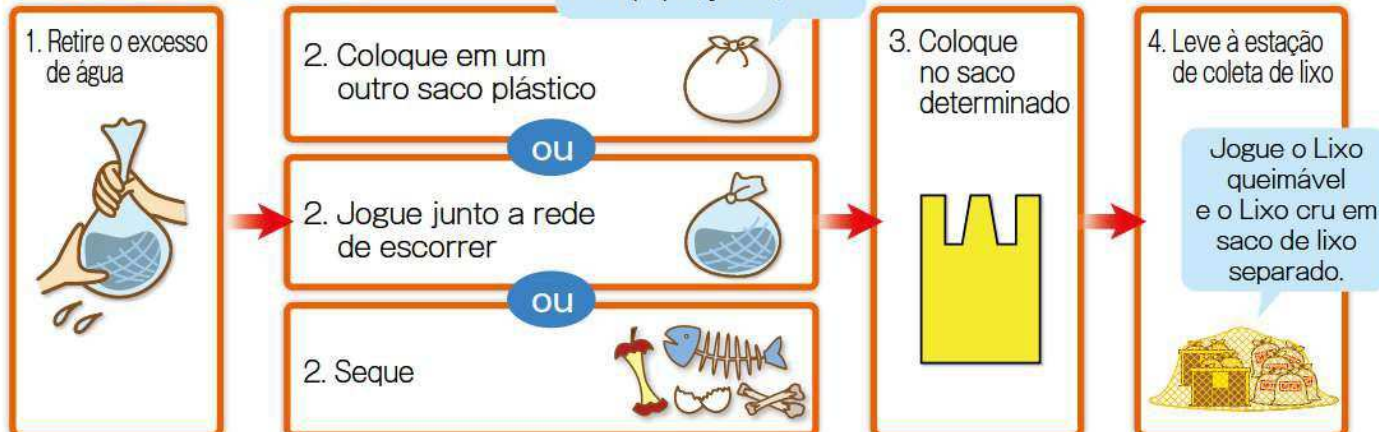 1. Retire o excesso
de água
2. Coloque em um
outro saco plástico
ou
2. Jogue junto a rede
de escorrer
ou
2. Seque
3. Coloque
no saco
determinado
4. Leve à estação
de coleta de lixo
Jogue o Lixo
queimável
e o Lixo cru em
saco de lixo
separado.